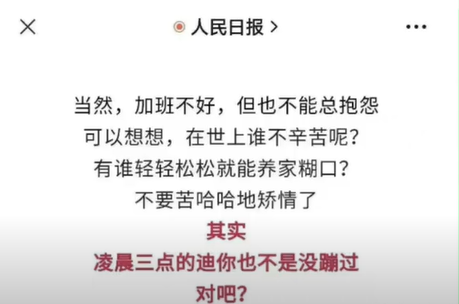 人民日报
当然，加班不好，但也不能总抱怨
可以想想，在世上谁不辛苦呢？
有谁轻轻松松就能养家糊口？
不要苦哈哈地矫情了
其实
凌晨三点的迪你也不是没蹦过
对吧？